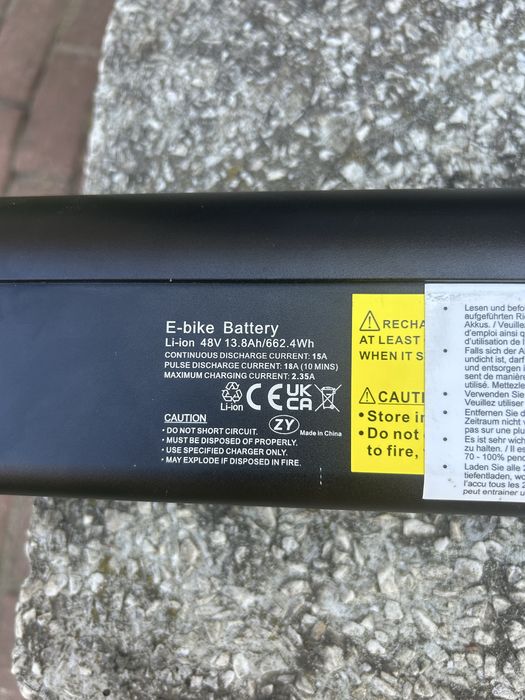 E-bike Battery
Li-ion 48V 13.8Ah/662.4Wh
CONTINUOUS DISCHARGE CURRENT: 15A
PULSE DISCHARGE CURRENT: 18A (10 MINS)
MAXIMUM CHARGING CURRENT: 2.35A
Li-ion
CE
UK
CA
CAUTION
ZY
Made in China
• DO NOT SHORT CIRCUIT.
• MUST BE DISPOSED OF PROPERLY.
• USE SPECIFIED CHARGER ONLY.
• MAY EXPLODE IF DISPOSED IN FIRE.
RECHA
AT LEAST
WHEN IT S
CAUTI
• Store in
• Do not
to fire,
• Lesen und befo
aufgeführten Ri
Akkus. / Veuille
d'emploi ainsi q
d'utilisation de l
• Falls sich der A
undicht ist, darf
und entsorgen i
sent de manière
utilisé. Mettezle
• Verwenden Sie
Veuillez utiliser
• Entfernen Sie d
Zeitraum nicht v
pas sur une plu
• Es ist sehr wich
zu halten. / Il es
70 - 100% pend
• Laden Sie alle 2
tiefentladen, wo
l'accu tous les 2
peut entrainer u